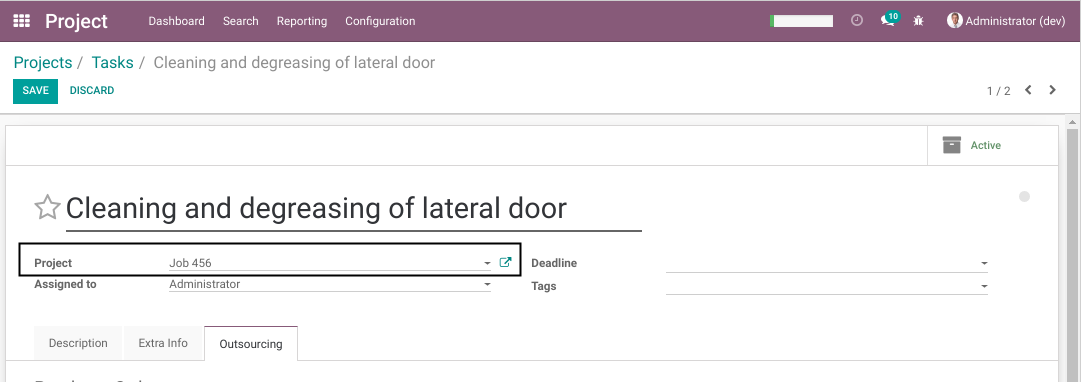 Project Dashboard Search Reporting Configuration 10 Administrator (dev)
Projects / Tasks / Cleaning and degreasing of lateral door
SAVE DISCARD 1 / 2
Active
Cleaning and degreasing of lateral door
Project Job 456 Deadline
Assigned to Administrator Tags
Description Extra Info Outsourcing